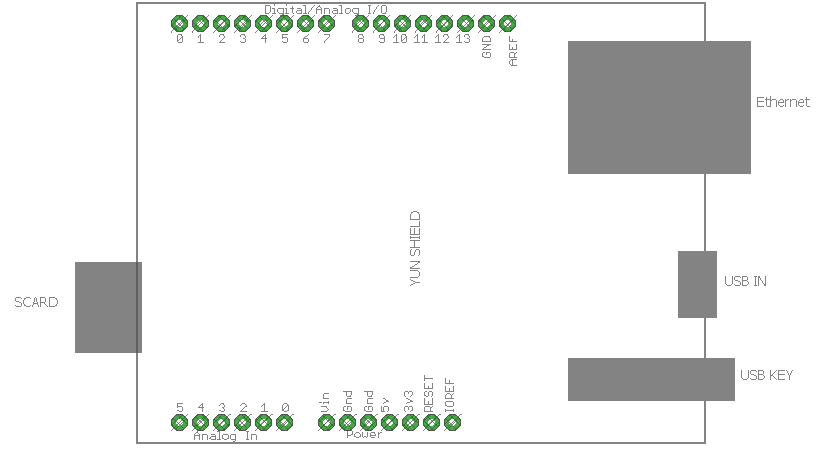 Digital/Analog I/O
0 1 2 3 4 5 6 7 8 9 10 11 12 13 GND AREF
Ethernet
YUN SHIELD
USB IN
SCARD
USB KEY
5 4 3 2 1 0 Vin Gnd Gnd 5v 3v3 RESET IOREF
Analog In Power